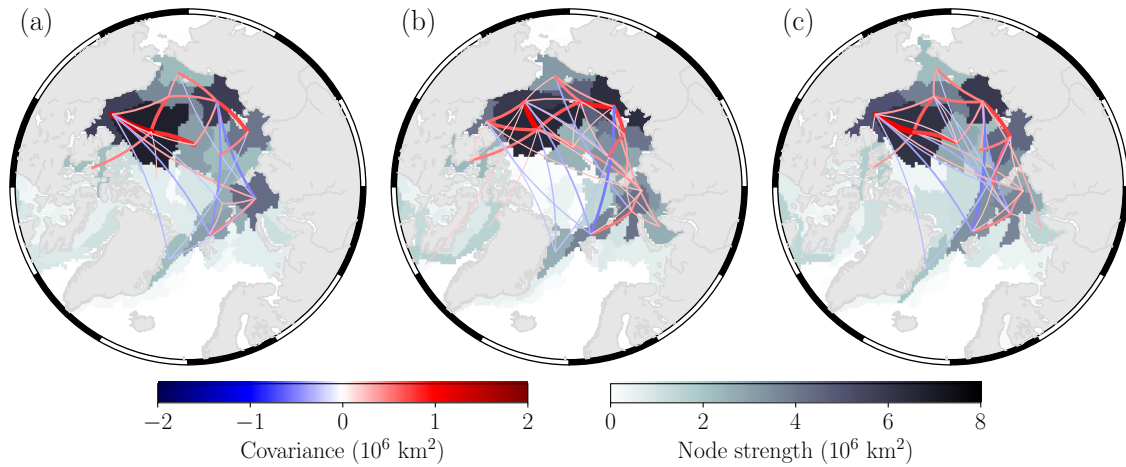 (a) (b) (c)
−2 −1 0 1 2 0 2 4 6 8
Covariance (10⁶ km²) Node strength (10⁶ km²)